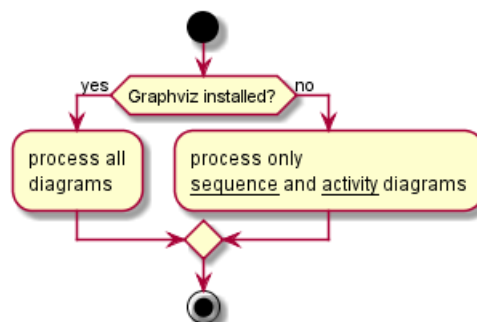 yes
Graphviz installed?
no
process all
diagrams
process only
sequence and activity diagrams